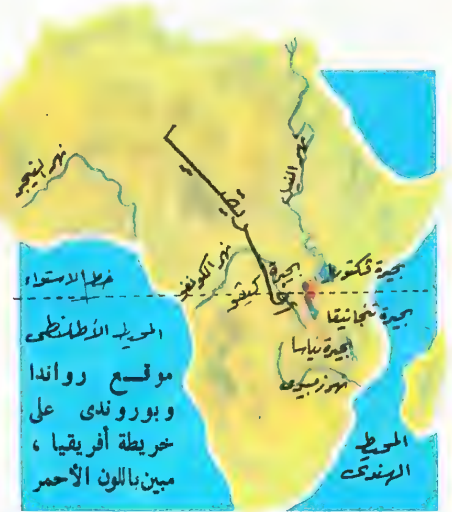 نهر النيجر
نهر النيل
أفريقيا
نهر الكونغو
بحيرة كيفو
بحيرة فكتوريا
خط الاستواء
بحيرة تنجانيقا
بحيرة نياسا
نهر زمبيزى
المحيط الأطلنطى
المحيط
الهندى
موقع رواندا
وبوروندى على
خريطة أفريقيا ،
مبين باللون الأحمر